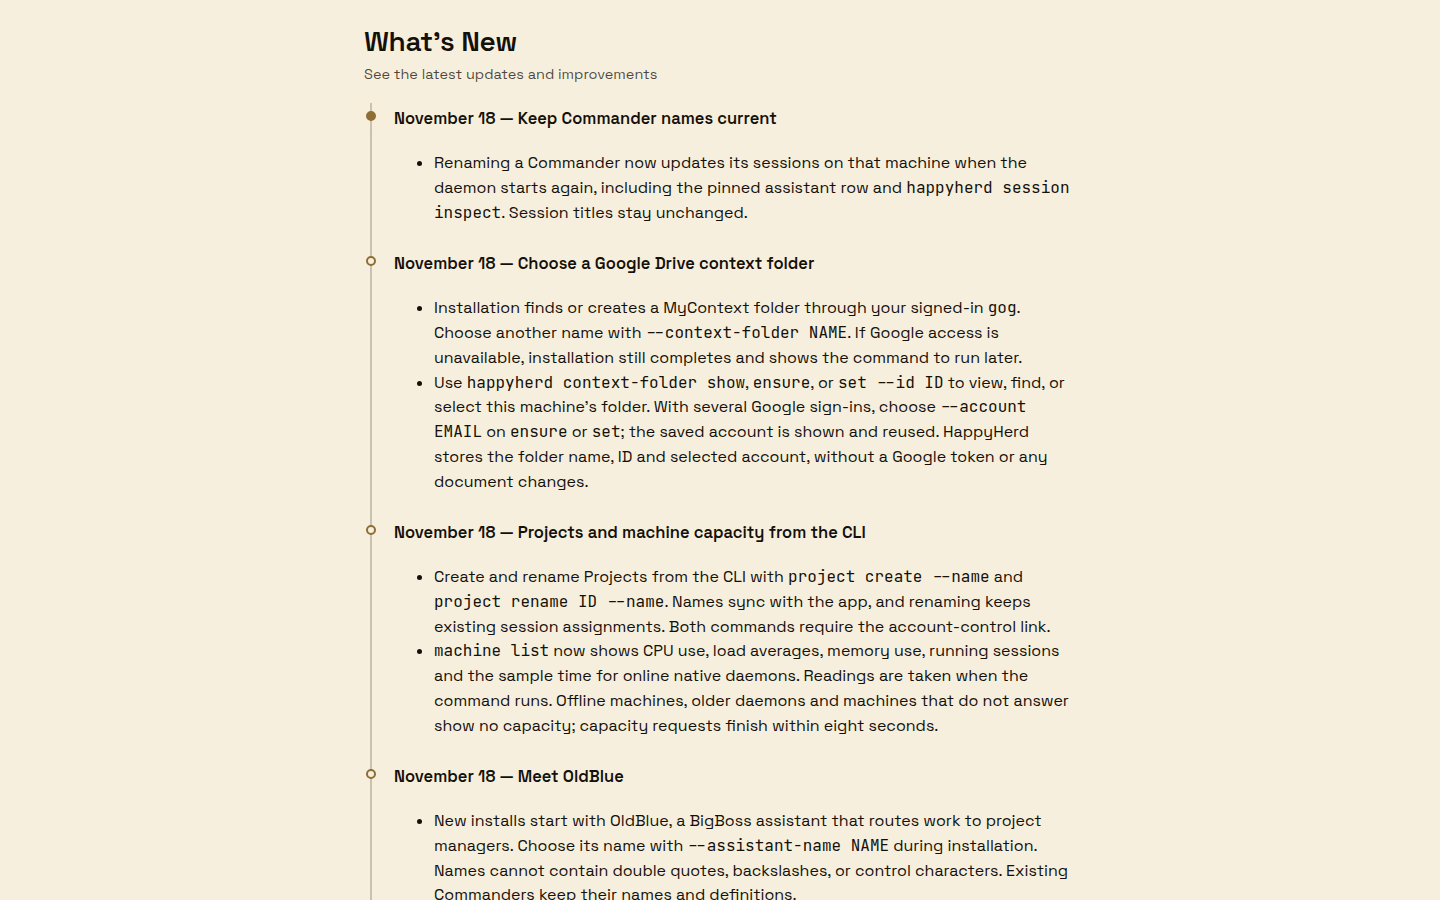 What's New
See the latest updates and improvements
November 18 — Keep Commander names current
• Renaming a Commander now updates its sessions on that machine when the
daemon starts again, including the pinned assistant row and happyherd session
inspect. Session titles stay unchanged.
November 18 — Choose a Google Drive context folder
• Installation finds or creates a MyContext folder through your signed-in gog.
Choose another name with --context-folder NAME. If Google access is
unavailable, installation still completes and shows the command to run later.
• Use happyherd context-folder show, ensure, or set --id ID to view, find, or
select this machine's folder. With several Google sign-ins, choose --account
EMAIL on ensure or set; the saved account is shown and reused. HappyHerd
stores the folder name, ID and selected account, without a Google token or any
document changes.
November 18 — Projects and machine capacity from the CLI
• Create and rename Projects from the CLI with project create --name and
project rename ID --name. Names sync with the app, and renaming keeps
existing session assignments. Both commands require the account-control link.
• machine list now shows CPU use, load averages, memory use, running sessions
and the sample time for online native daemons. Readings are taken when the
command runs. Offline machines, older daemons and machines that do not answer
show no capacity; capacity requests finish within eight seconds.
November 18 — Meet OldBlue
• New installs start with OldBlue, a BigBoss assistant that routes work to project
managers. Choose its name with --assistant-name NAME during installation.
Names cannot contain double quotes, backslashes, or control characters. Existing
Commanders keep their names and definitions.